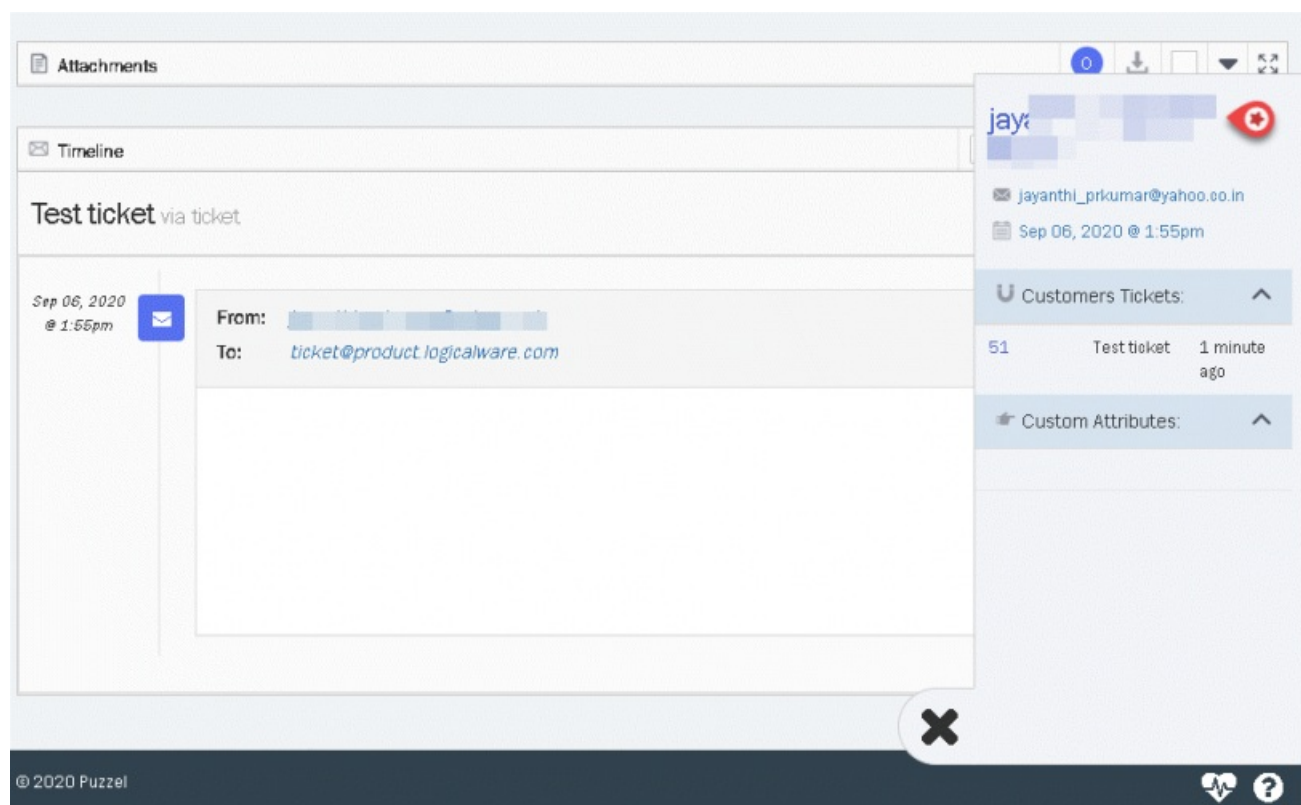 Attachments
0
Timeline
Test ticket via ticket
Sep 06, 2020
@ 1:55pm
From:
To: ticket@product.logicalware.com
jaya
jayanthi_prkumar@yahoo.co.in
Sep 06, 2020 @ 1:55pm
Customers Tickets:
51 Test ticket 1 minute
ago
Custom Attributes:
© 2020 Puzzel